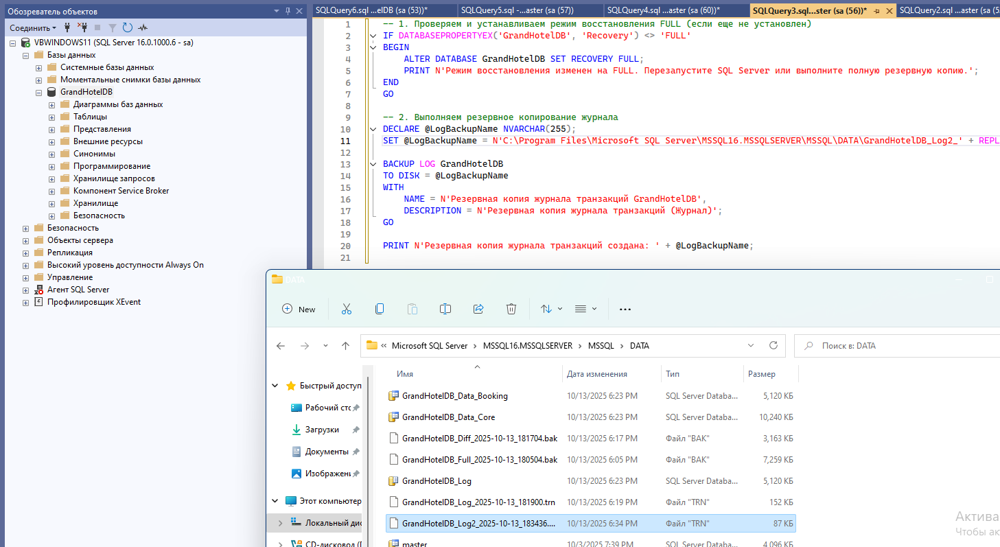 Обозреватель объектов
Соединить
VBWINDOWS11 (SQL Server 16.0.1000.6 - sa)
Базы данных
Системные базы данных
Моментальные снимки базы данных
GrandHotelDB
Диаграммы баз данных
Таблицы
Представления
Внешние ресурсы
Синонимы
Программирование
Хранилище запросов
Компонент Service Broker
Хранилище
Безопасность
Безопасность
Объекты сервера
Репликация
Высокий уровень доступности Always On
Управление
Агент SQL Server
Профилировщик XEvent
SQLQuery6.sql ...elDB (sa (53))* SQLQuery5.sql -...aster (sa (57)) SQLQuery4.sql ...aster (sa (60))* SQLQuery3.sql...ster (sa (56))* SQLQuery2.sql ...aster (sa (5
1 -- 1. Проверяем и устанавливаем режим восстановления FULL (если еще не установлен)
2 IF DATABASEPROPERTYEX('GrandHotelDB', 'Recovery') <> 'FULL'
3 BEGIN
4 ALTER DATABASE GrandHotelDB SET RECOVERY FULL;
5 PRINT N'Режим восстановления изменен на FULL. Перезапустите SQL Server или выполните полную резервную копию.';
6 END
7 GO
8
9 -- 2. Выполняем резервное копирование журнала
10 DECLARE @LogBackupName NVARCHAR(255);
11 SET @LogBackupName = N'C:\Program Files\Microsoft SQL Server\MSSQL16.MSSQLSERVER\MSSQL\DATA\GrandHotelDB_Log2_' + REPL
12
13 BACKUP LOG GrandHotelDB
14 TO DISK = @LogBackupName
15 WITH
16 NAME = N'Резервная копия журнала транзакций GrandHotelDB',
17 DESCRIPTION = N'Резервная копия журнала транзакций (Журнал)';
18 GO
19
20 PRINT N'Резервная копия журнала транзакций создана: ' + @LogBackupName;
21
DATA
New
« Microsoft SQL Server > MSSQL16.MSSQLSERVER > MSSQL > DATA
Поиск в: DATA
Быстрый доступ
Рабочий стс
Загрузки
Документы
Изображени
Этот компьютер
Локальный дис
CD-дисковод (
Имя Дата изменения Тип Размер
GrandHotelDB_Data_Booking 10/13/2025 6:23 PM SQL Server Databa... 5,120 КБ
GrandHotelDB_Data_Core 10/13/2025 6:23 PM SQL Server Databa... 10,240 КБ
GrandHotelDB_Diff_2025-10-13_181704.bak 10/13/2025 6:17 PM Файл "BAK" 3,163 КБ
GrandHotelDB_Full_2025-10-13_180504.bak 10/13/2025 6:05 PM Файл "BAK" 7,259 КБ
GrandHotelDB_Log 10/13/2025 6:23 PM SQL Server Databa... 5,120 КБ
GrandHotelDB_Log_2025-10-13_181900.trn 10/13/2025 6:19 PM Файл "TRN" 152 КБ
GrandHotelDB_Log2_2025-10-13_183436.... 10/13/2025 6:34 PM Файл "TRN" 87 КБ
master 10/3/2025 7:39 PM SQL Server Databa... 4,096 КБ
Актива
Чтобы ак